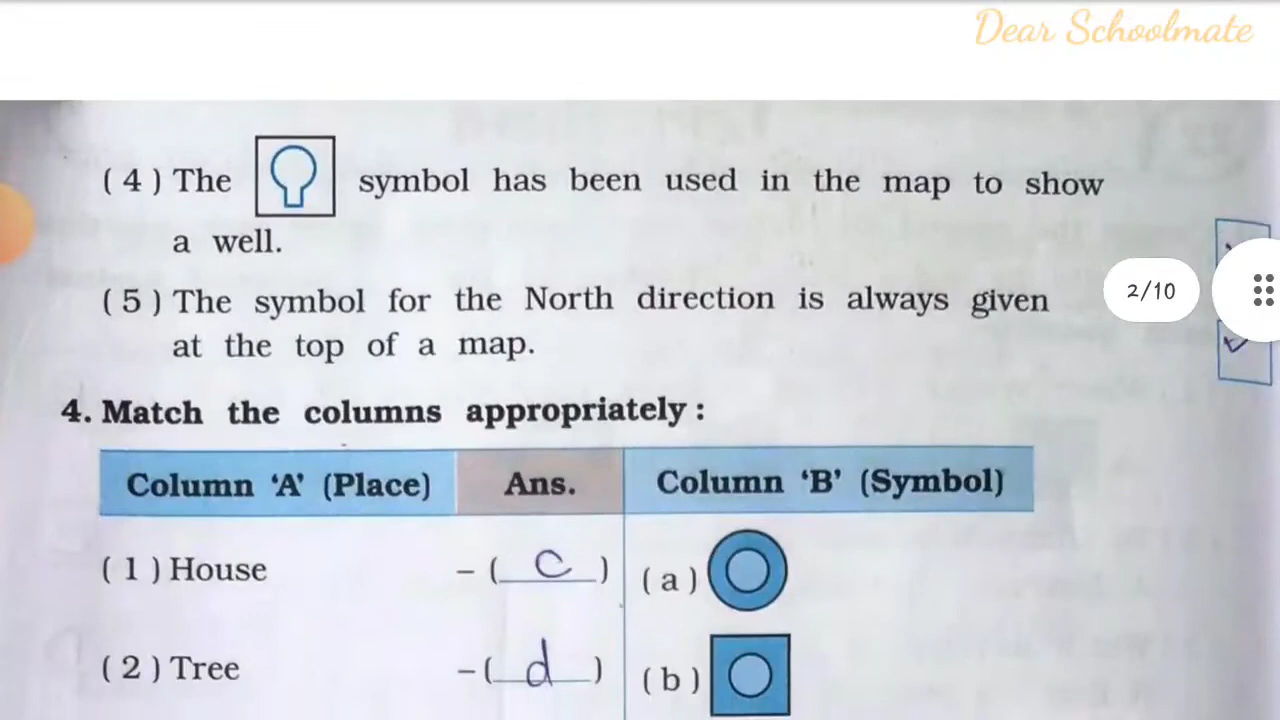 Dear Schoolmate
( 4 ) The symbol has been used in the map to show
a well.
2/10
( 5 ) The symbol for the North direction is always given
at the top of a map.
4. Match the columns appropriately :
Column ‘A’ (Place) Ans. Column ‘B’ (Symbol)
( 1 ) House – ( c ) ( a )
( 2 ) Tree – ( d ) ( b )